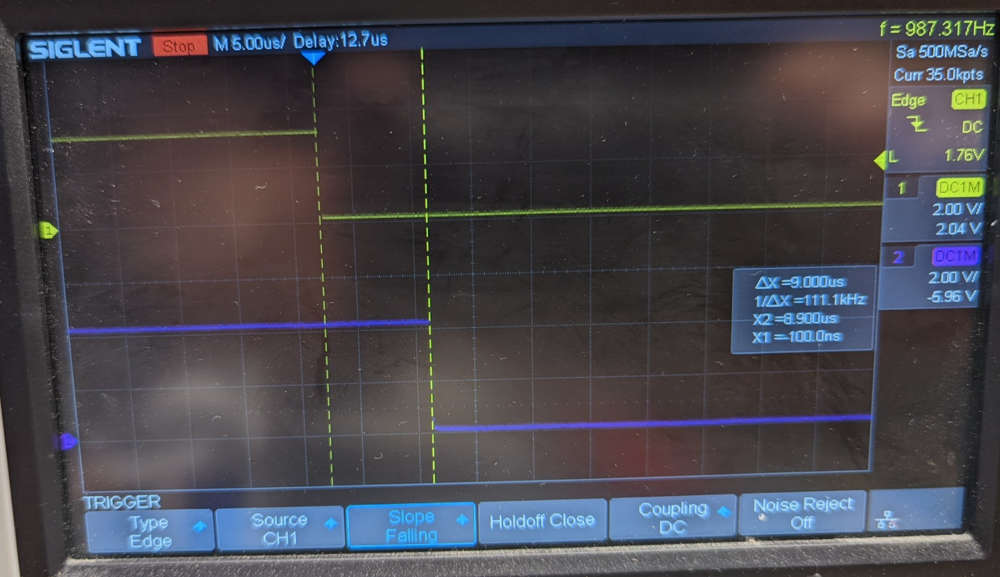 SIGLENT Stop M 5.00us/ Delay:12.7us
f = 987.317Hz
Sa 500MSa/s
Curr 35.0kpts
Edge CH1
DC
L 1.76V
1 DC1M
2.00 V/
2.04 V
2 DC1M
2.00 V/
-5.96 V
1
2
ΔX =9.000us
1/ΔX =111.1kHz
X2 =8.900us
X1 =-100.0ns
TRIGGER
Type
Edge
Source
CH1
Slope
Falling
Holdoff Close
Coupling
DC
Noise Reject
Off